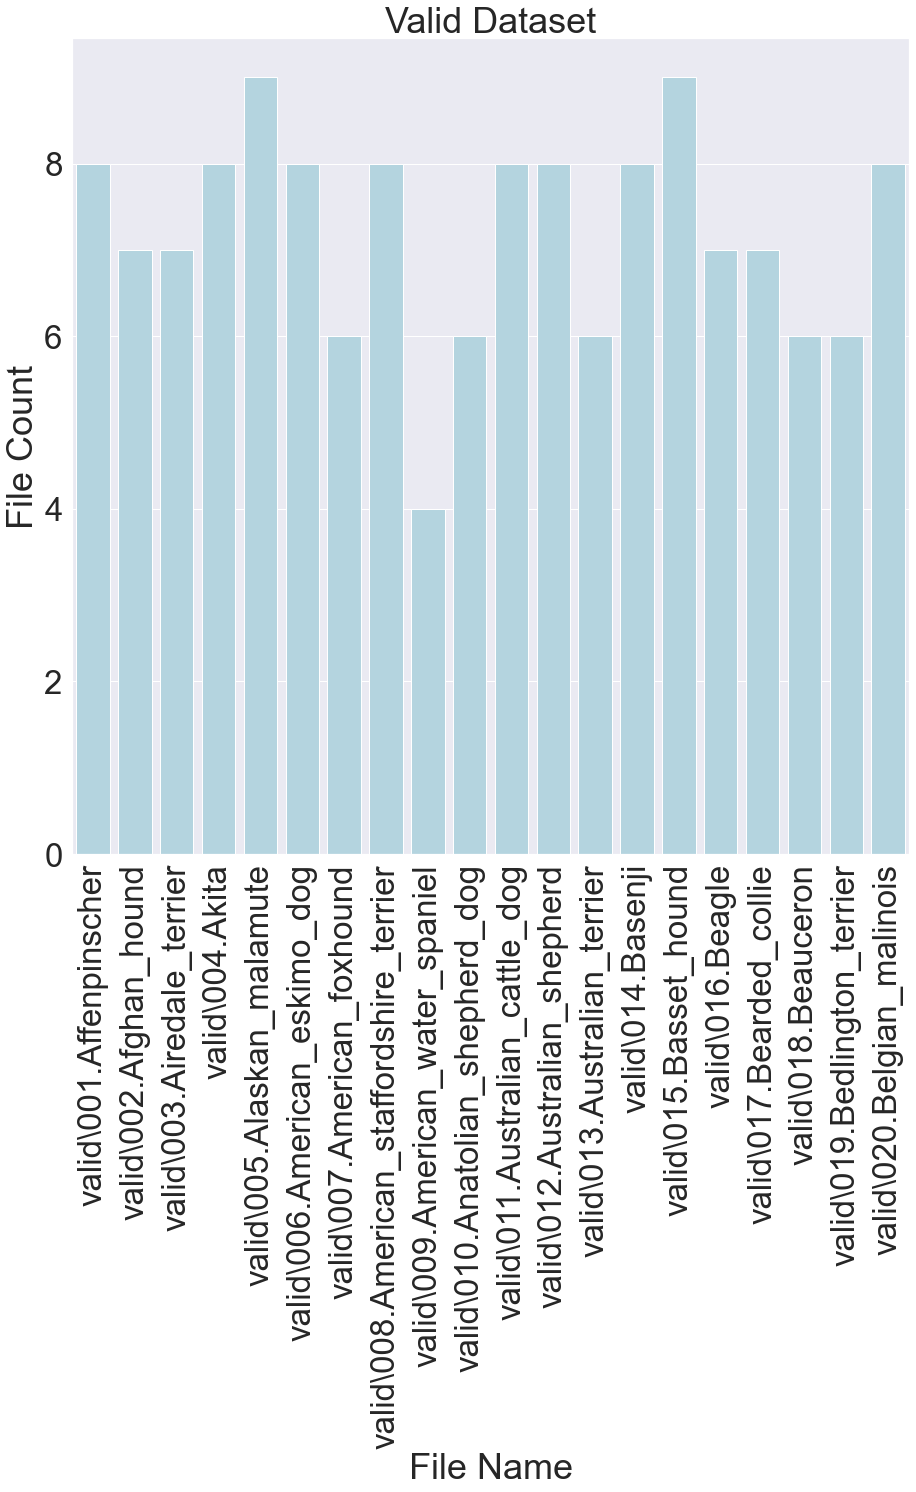 Valid Dataset
File Count
8
6
4
2
0
valid\001.Affenpinscher
valid\002.Afghan_hound
valid\003.Airedale_terrier
valid\004.Akita
valid\005.Alaskan_malamute
valid\006.American_eskimo_dog
valid\007.American_foxhound
valid\008.American_staffordshire_terrier
valid\009.American_water_spaniel
valid\010.Anatolian_shepherd_dog
valid\011.Australian_cattle_dog
valid\012.Australian_shepherd
valid\013.Australian_terrier
valid\014.Basenji
valid\015.Basset_hound
valid\016.Beagle
valid\017.Bearded_collie
valid\018.Beauceron
valid\019.Bedlington_terrier
valid\020.Belgian_malinois
File Name